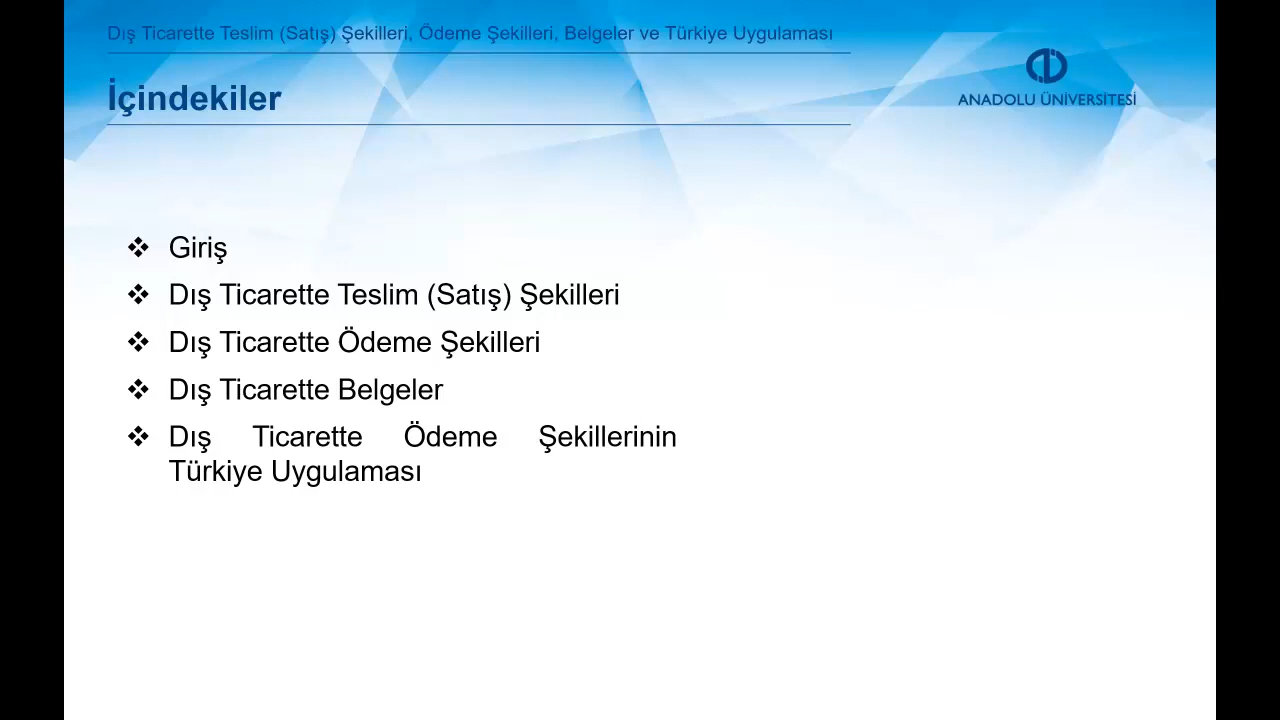 Dış Ticarette Teslim (Satış) Şekilleri, Ödeme Şekilleri, Belgeler ve Türkiye Uygulaması
İçindekiler
ANADOLU ÜNİVERSİTESİ
❖ Giriş
❖ Dış Ticarette Teslim (Satış) Şekilleri
❖ Dış Ticarette Ödeme Şekilleri
❖ Dış Ticarette Belgeler
❖ Dış Ticarette Ödeme Şekillerinin
Türkiye Uygulaması